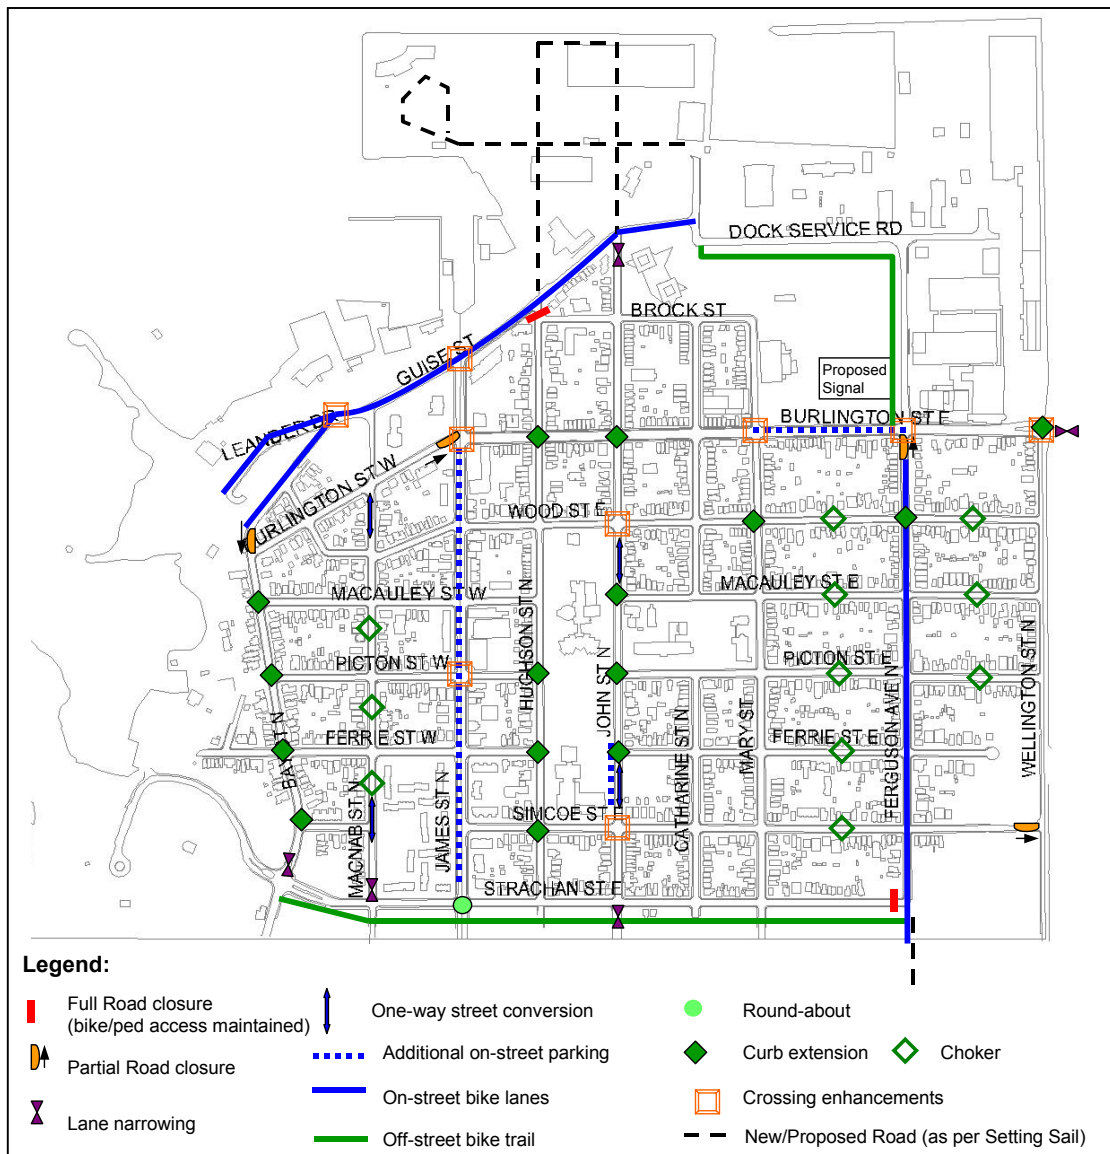 DOCK SERVICE RD
BROCK ST
GUISE ST
Proposed
Signal
LEANDER DR
BURLINGTON ST E
BURLINGTON ST W
WOOD ST E
MACAULEY ST W
MACAULEY ST E
HUGHSON ST N
JOHN ST N
PICTON ST W
PICTON ST E
FERRIE ST W
FERRIE ST E
BAY ST N
MACNAB ST N
JAMES ST N
CATHARINE ST N
MARY ST
FERGUSON AVE N
WELLINGTON ST N
SIMCOE ST E
STRACHAN ST E
Legend:
Full Road closure
(bike/ped access maintained)
Partial Road closure
Lane narrowing
One-way street conversion
Additional on-street parking
On-street bike lanes
Off-street bike trail
Round-about
Curb extension
Choker
Crossing enhancements
New/Proposed Road (as per Setting Sail)